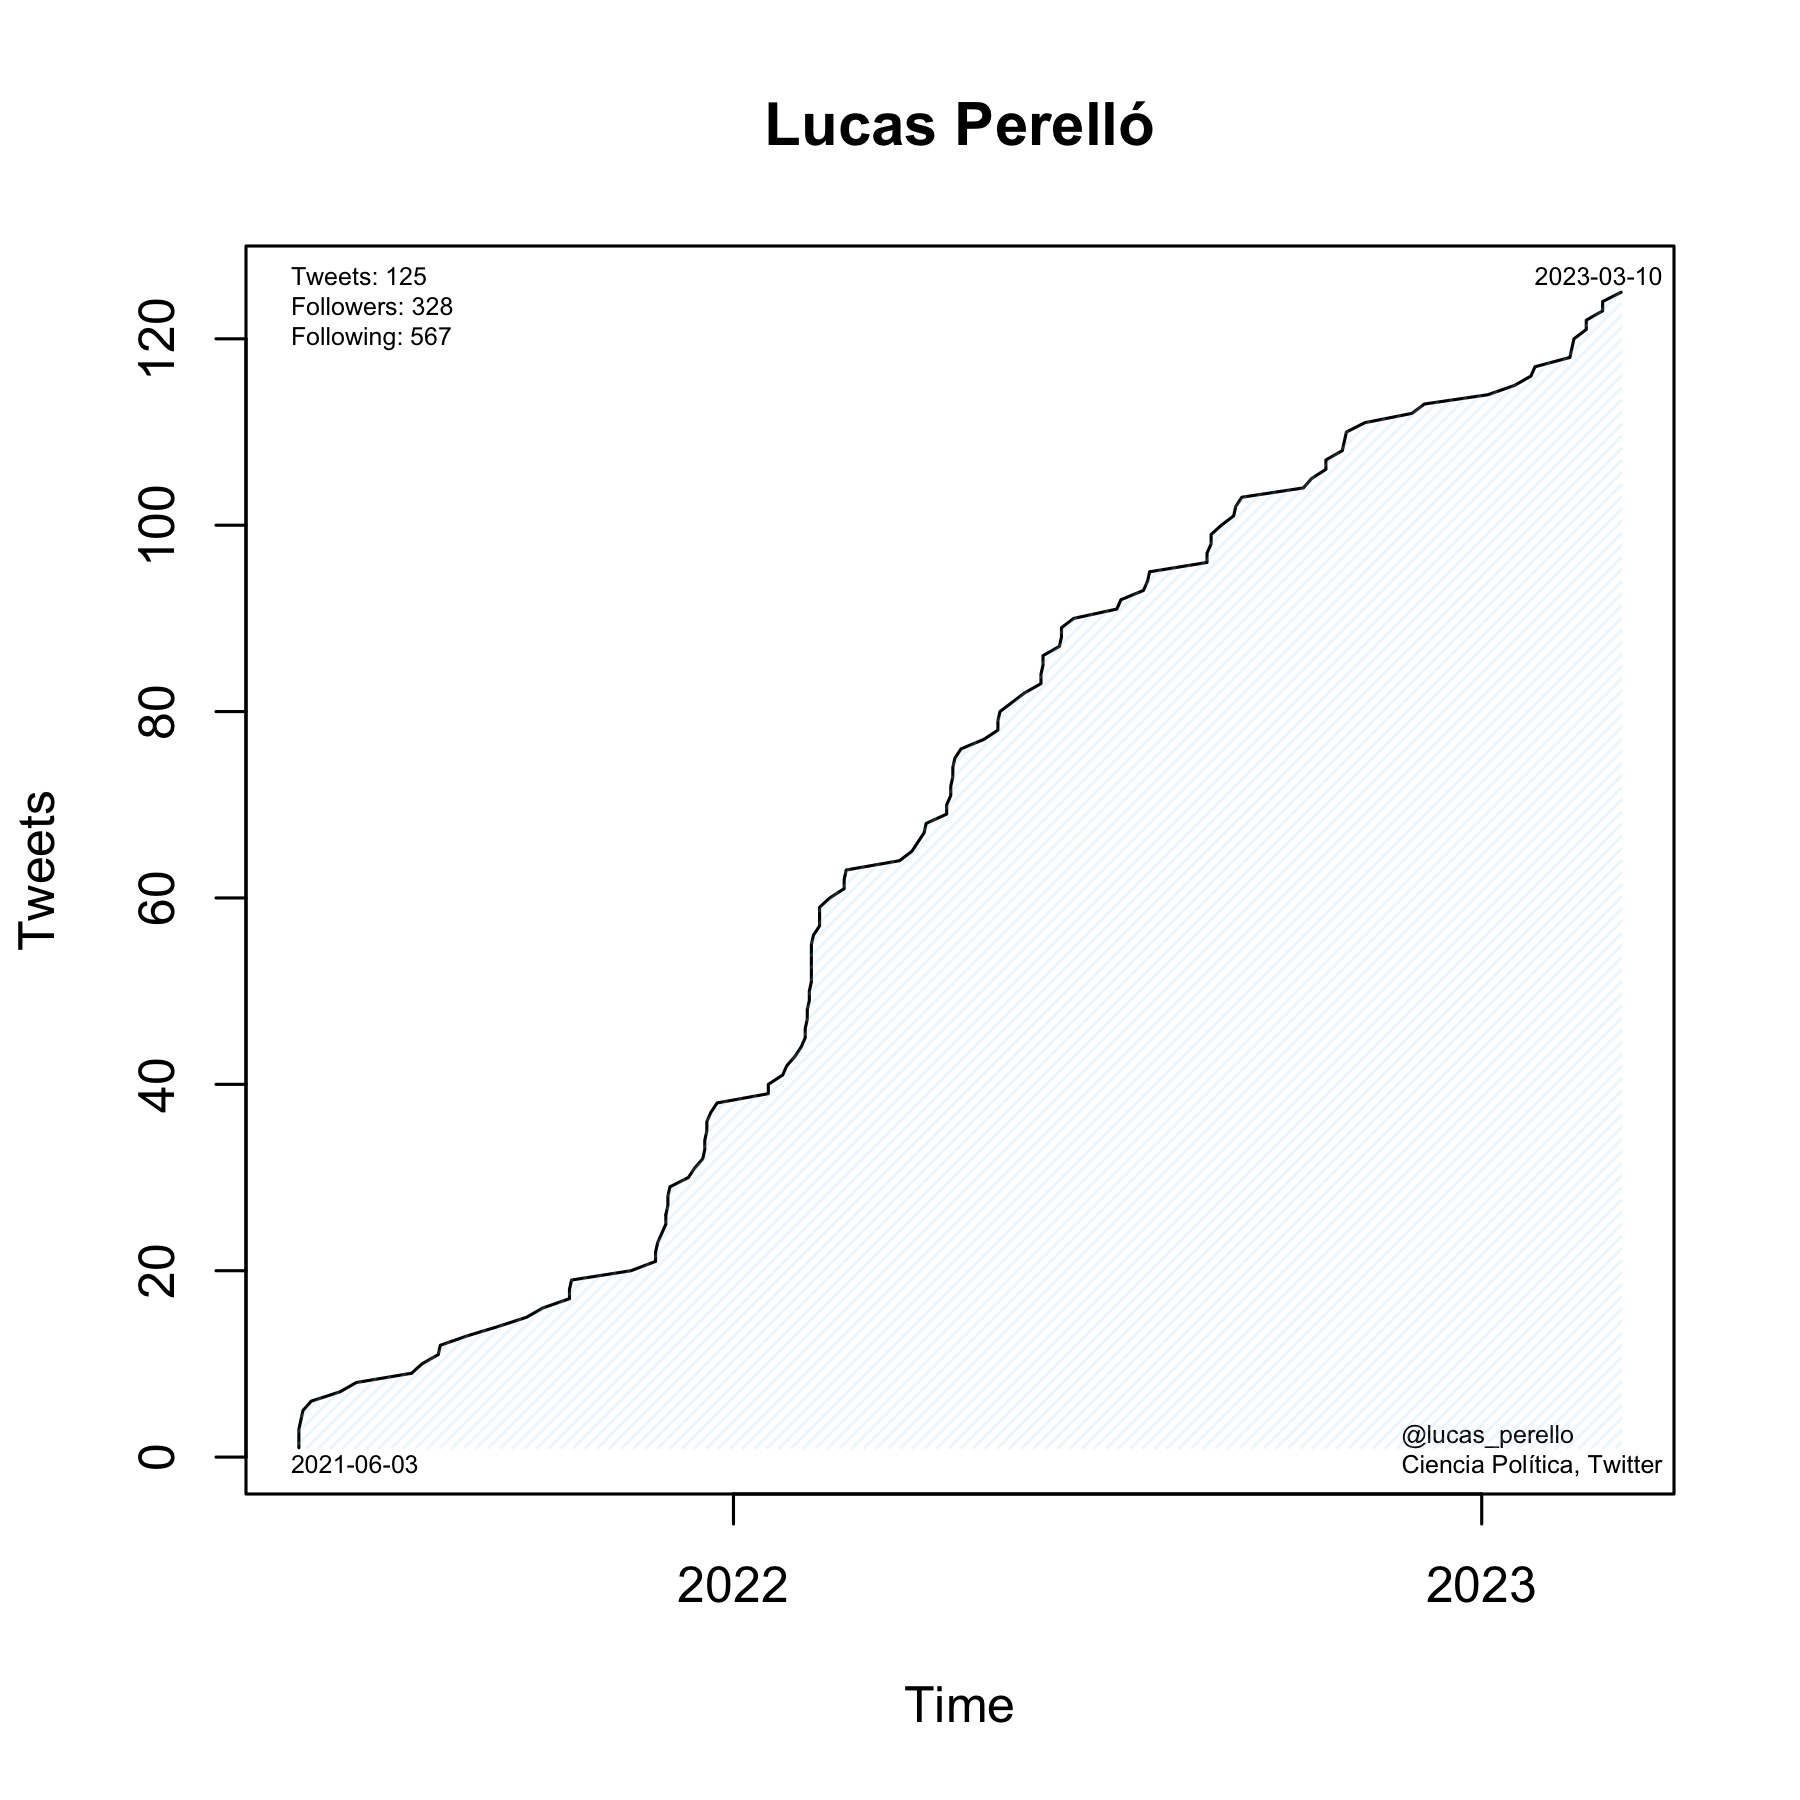 Lucas Perelló
Tweets: 125
Followers: 328
Following: 567
2023-03-10
120
100
80
60
40
20
0
Tweets
2021-06-03
@lucas_perello
Ciencia Política, Twitter
2022
2023
Time